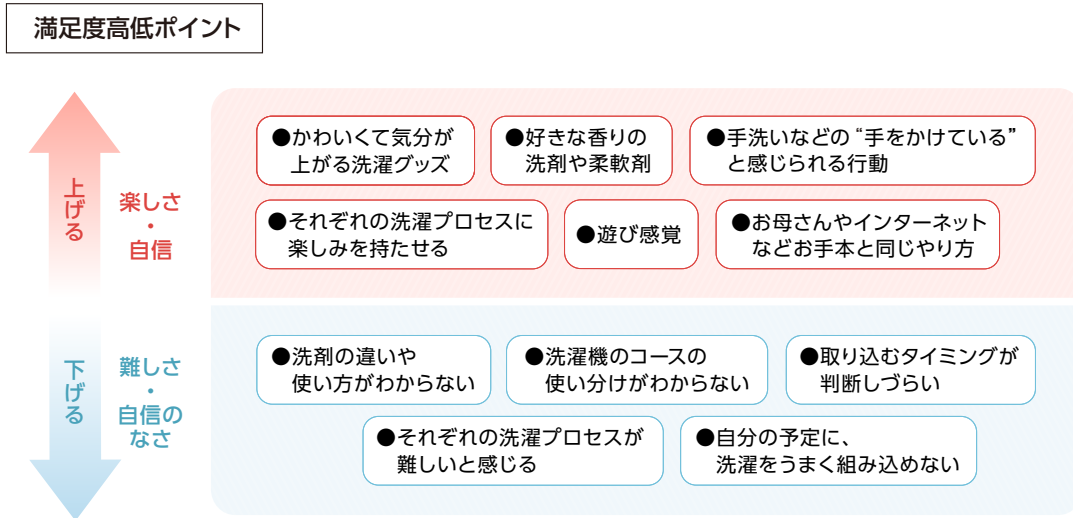 満足度高低ポイント
上げる
楽しさ
・
自信
●かわいくて気分が
上がる洗濯グッズ
●好きな香りの
洗剤や柔軟剤
●手洗いなどの“手をかけている”
と感じられる行動
●それぞれの洗濯プロセスに
楽しみを持たせる
●遊び感覚
●お母さんやインターネット
などお手本と同じやり方
下げる
難しさ
・
自信の
なさ
●洗剤の違いや
使い方がわからない
●洗濯機のコースの
使い分けがわからない
●取り込むタイミングが
判断しづらい
●それぞれの洗濯プロセスが
難しいと感じる
●自分の予定に、
洗濯をうまく組み込めない